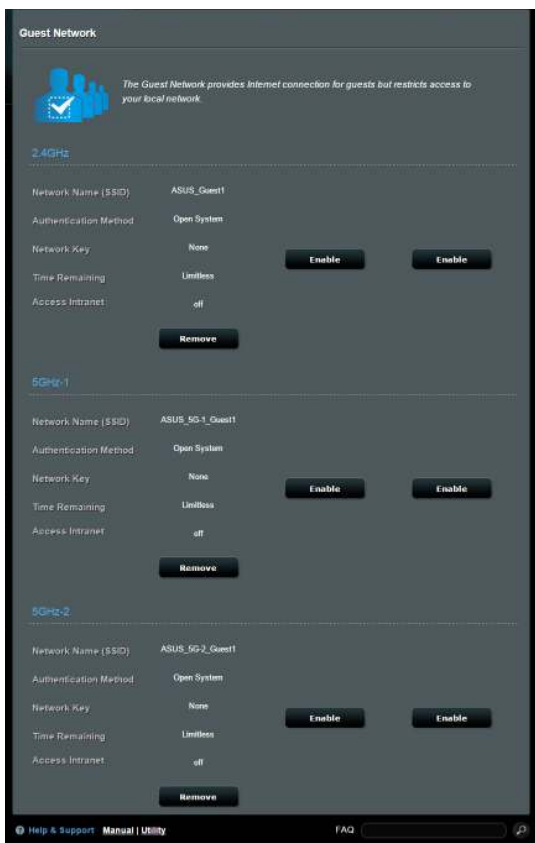 Guest Network
The Guest Network provides Internet connection for guests but restricts access to
your local network.
2.4GHz
Network Name (SSID) ASUS_Guest1
Authentication Method Open System
Network Key None
Enable Enable
Time Remaining Limitless
Access Intranet off
Remove
5GHz-1
Network Name (SSID) ASUS_5G-1_Guest1
Authentication Method Open System
Network Key None
Enable Enable
Time Remaining Limitless
Access Intranet off
Remove
5GHz-2
Network Name (SSID) ASUS_5G-2_Guest1
Authentication Method Open System
Network Key None
Enable Enable
Time Remaining Limitless
Access Intranet off
Remove
Help & Support Manual | Utility FAQ